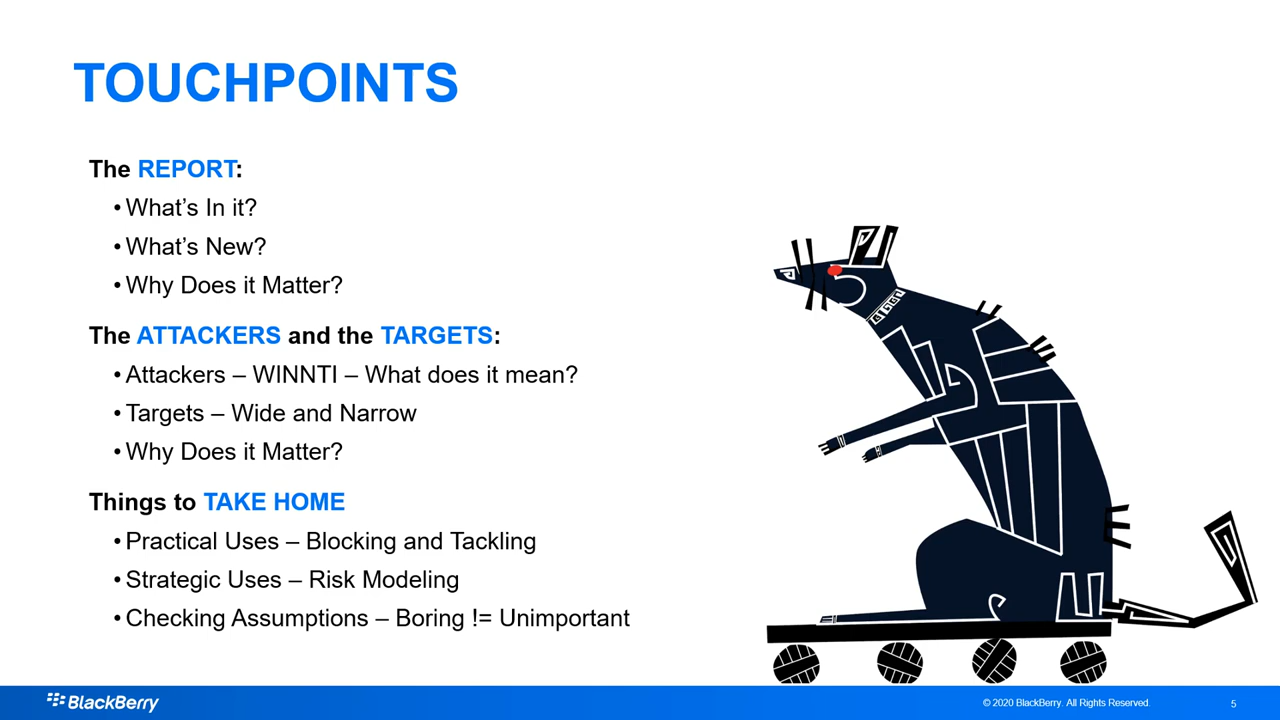 TOUCHPOINTS
The REPORT:
• What’s In it?
• What’s New?
• Why Does it Matter?
The ATTACKERS and the TARGETS:
• Attackers – WINNTI – What does it mean?
• Targets – Wide and Narrow
• Why Does it Matter?
Things to TAKE HOME
• Practical Uses – Blocking and Tackling
• Strategic Uses – Risk Modeling
• Checking Assumptions – Boring != Unimportant
BlackBerry
© 2020 BlackBerry. All Rights Reserved.
5